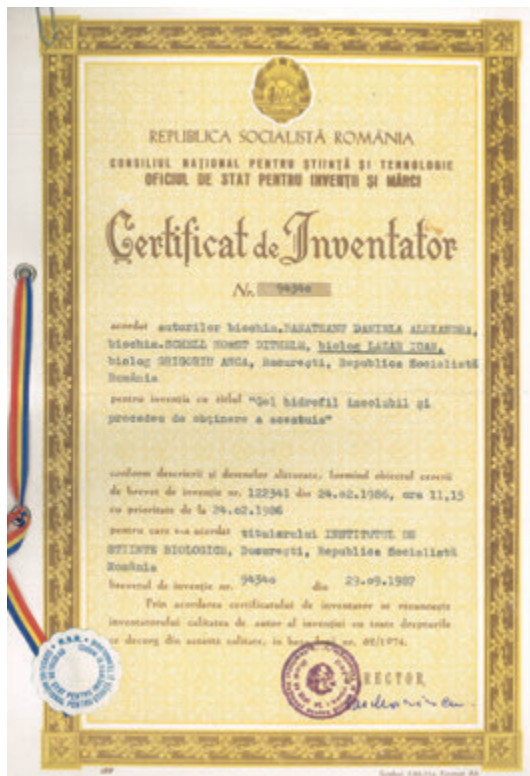 REPUBLICA SOCIALISTĂ ROMÂNIA
CONSILIUL NAȚIONAL PENTRU ȘTIINȚĂ ȘI TEHNOLOGIE
OFICIUL DE STAT PENTRU INVENȚII ȘI MĂRCI
Certificat de Inventator
Nr. 94340
acordat autorilor biochim. DANIELA ALEXANDRA,
biochim. HORST DITHELM, biolog LAZAR IOAN,
biolog GRIGORIU ANCA, București, Republica Socialistă
România
pentru invenția cu titlul "Gel hidrofil insolubil și
procedeu de obținere a acestuia"
conform descrierii și desenelor alăturate, formînd obiectul cererii
de brevet de invenție nr. 122341 din 24.02.1986, ora 11,15
cu prioritate de la 24.02.1986
pentru care s-a acordat titularului INSTITUTUL DE
STIINTE BIOLOGICE, București, Republica Socialistă
România
brevetul de invenție nr. 94340 din 29.09.1987
Prin acordarea certificatului de inventator se recunoaște
inventatorului calitatea de autor al invenției cu toate drepturile
ce decurg din această calitate, în baza legii nr. 62/1974.
DIRECTOR,